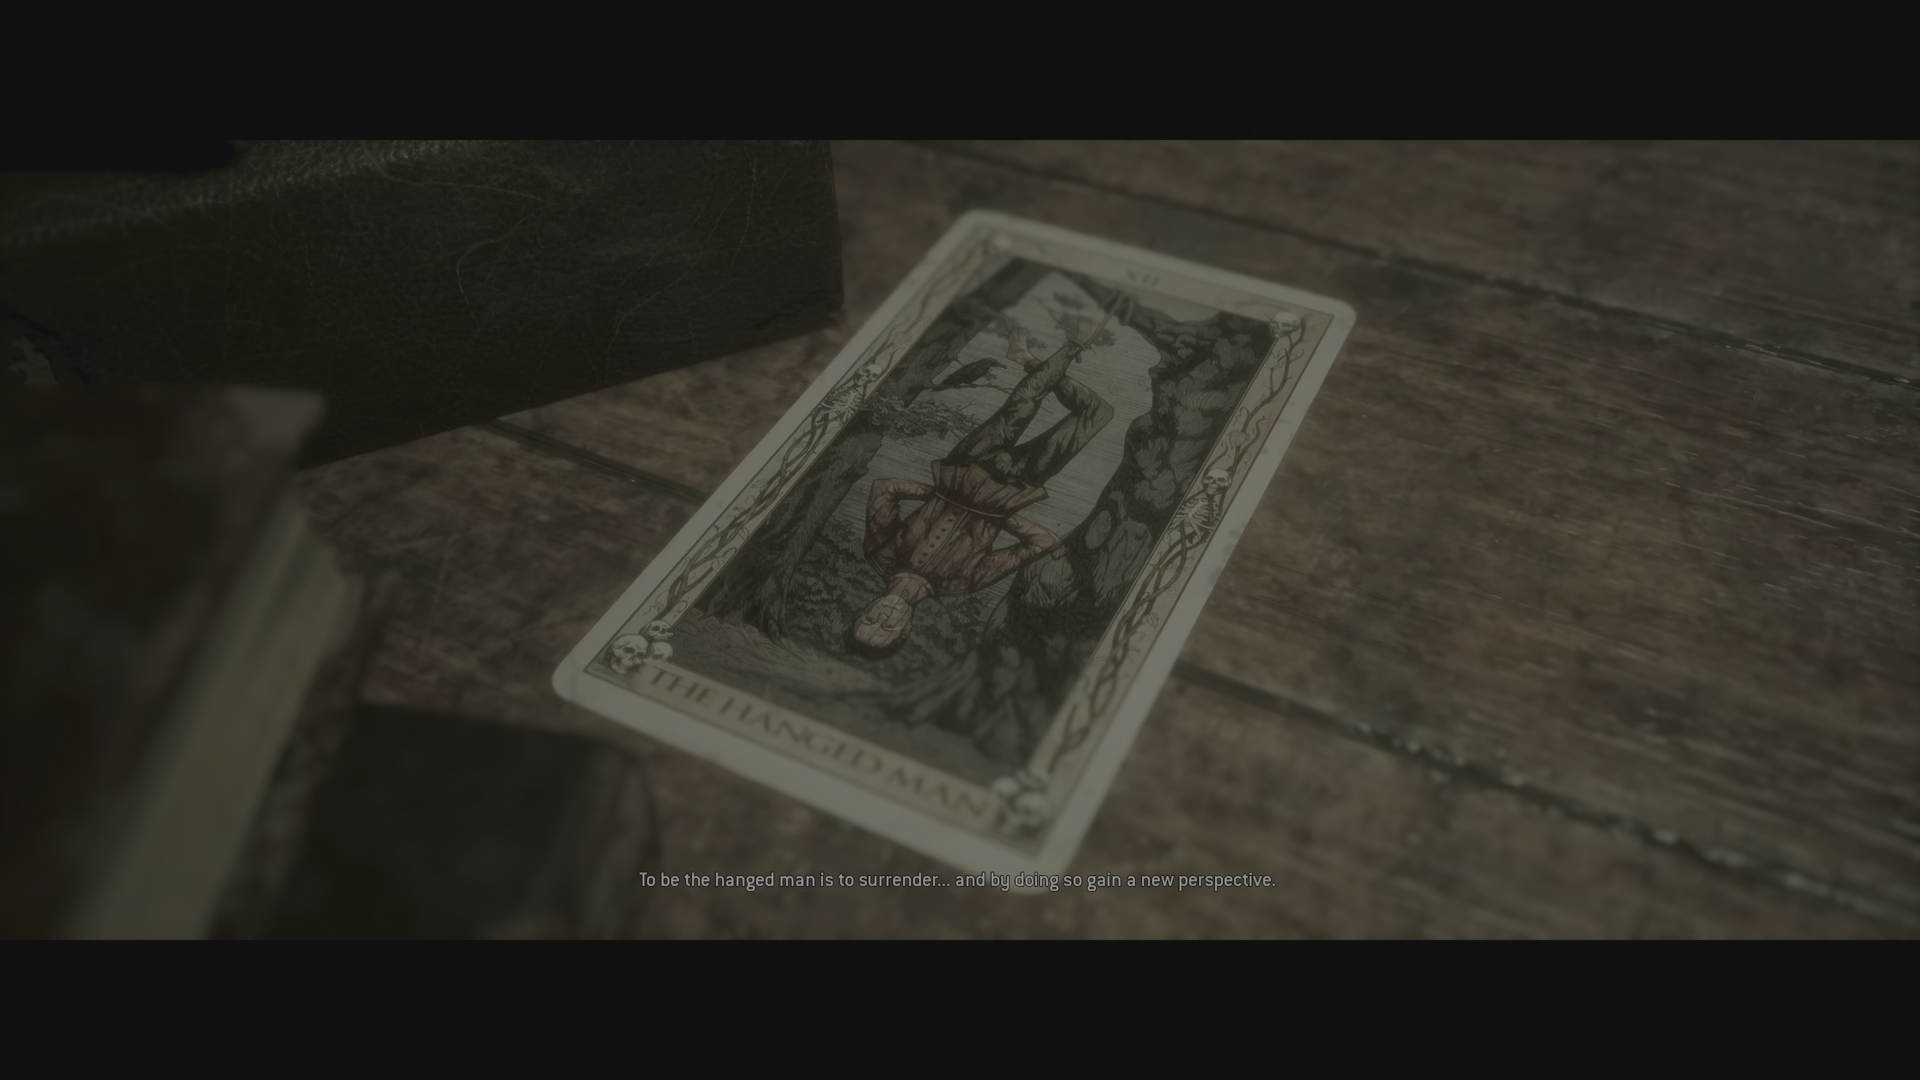 XII
THE HANGED MAN
To be the hanged man is to surrender... and by doing so gain a new perspective.